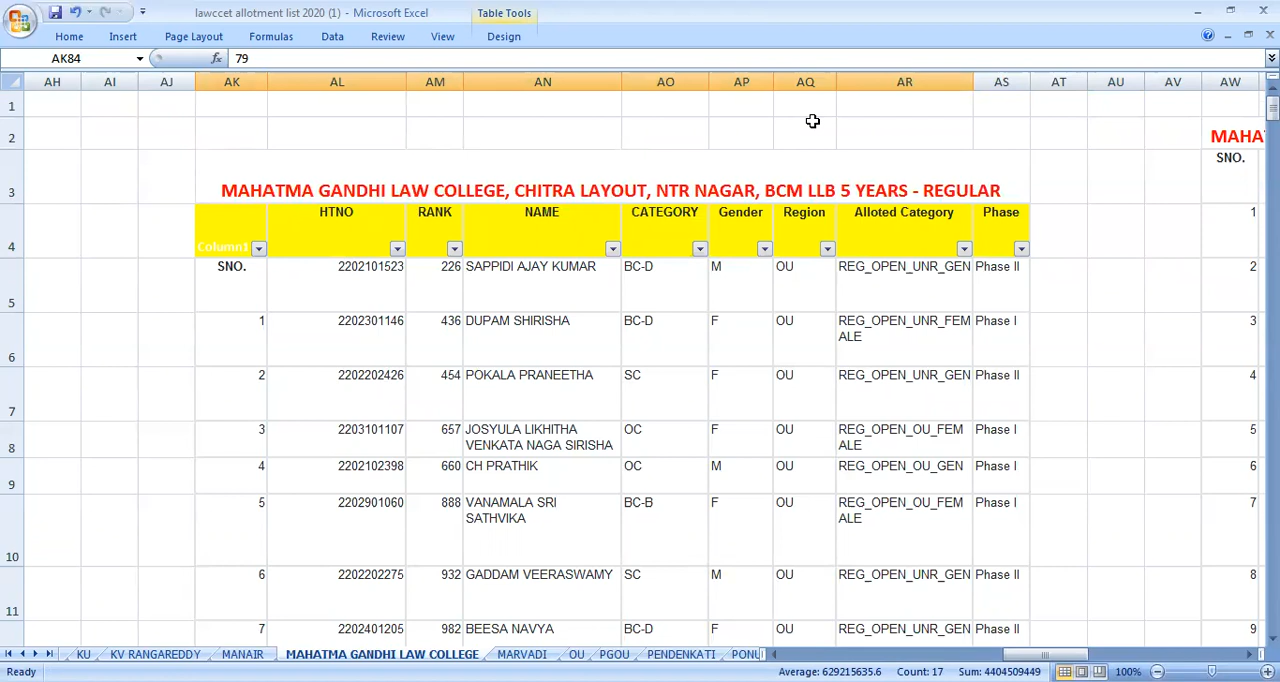 lawccet allotment list 2020 (1) - Microsoft Excel
Table Tools
Home Insert Page Layout Formulas Data Review View Design
AK84 fx 79
AH AI AJ AK AL AM AN AO AP AQ AR AS AT AU AV AW
1
2 MAHA
SNO.
3 MAHATMA GANDHI LAW COLLEGE, CHITRA LAYOUT, NTR NAGAR, BCM LLB 5 YEARS - REGULAR
HTNO RANK NAME CATEGORY Gender Region Alloted Category Phase 1
4 Column1
SNO. 2202101523 226 SAPPIDI AJAY KUMAR BC-D M OU REG_OPEN_UNR_GEN Phase II 2
5
1 2202301146 436 DUPAM SHIRISHA BC-D F OU REG_OPEN_UNR_FEM Phase I 3
ALE
6
2 2202202426 454 POKALA PRANEETHA SC F OU REG_OPEN_UNR_GEN Phase II 4
7
3 2203101107 657 JOSYULA LIKHITHA OC F OU REG_OPEN_OU_FEM Phase I 5
8 VENKATA NAGA SIRISHA ALE
4 2202102398 660 CH PRATHIK OC M OU REG_OPEN_OU_GEN Phase I 6
9
5 2202901060 888 VANAMALA SRI BC-B F OU REG_OPEN_OU_FEM Phase I 7
SATHVIKA ALE
10
6 2202202275 932 GADDAM VEERASWAMY SC M OU REG_OPEN_UNR_GEN Phase II 8
11
7 2202401205 982 BEESA NAVYA BC-D F OU REG_OPEN_UNR_GEN Phase II 9
KU KV RANGAREDDY MANAIR MAHATMA GANDHI LAW COLLEGE MARVADI OU PGOU PENDENKATI PONU
Ready Average: 629215635.6 Count: 17 Sum: 4404509449 100%